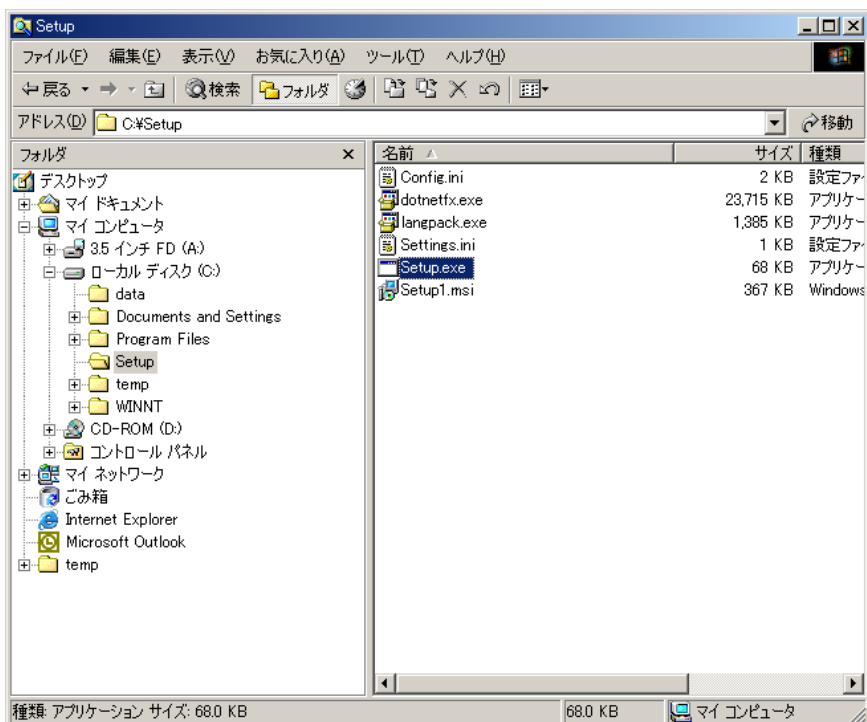 Setup
ファイル(F) 編集(E) 表示(V) お気に入り(A) ツール(T) ヘルプ(H)
戻る 検索 フォルダ
アドレス(D) C:¥Setup 移動
フォルダ
デスクトップ
マイ ドキュメント
マイ コンピュータ
3.5 インチ FD (A:)
ローカル ディスク (C:)
data
Documents and Settings
Program Files
Setup
temp
WINNT
CD-ROM (D:)
コントロール パネル
マイ ネットワーク
ごみ箱
Internet Explorer
Microsoft Outlook
temp
名前 サイズ 種類
Config.ini 2 KB 設定ファ
dotnetfx.exe 23,715 KB アプリケー
langpack.exe 1,385 KB アプリケー
Settings.ini 1 KB 設定ファ
Setup.exe 68 KB アプリケー
Setup1.msi 367 KB Windows
種類: アプリケーション サイズ: 68.0 KB 68.0 KB マイ コンピュータ